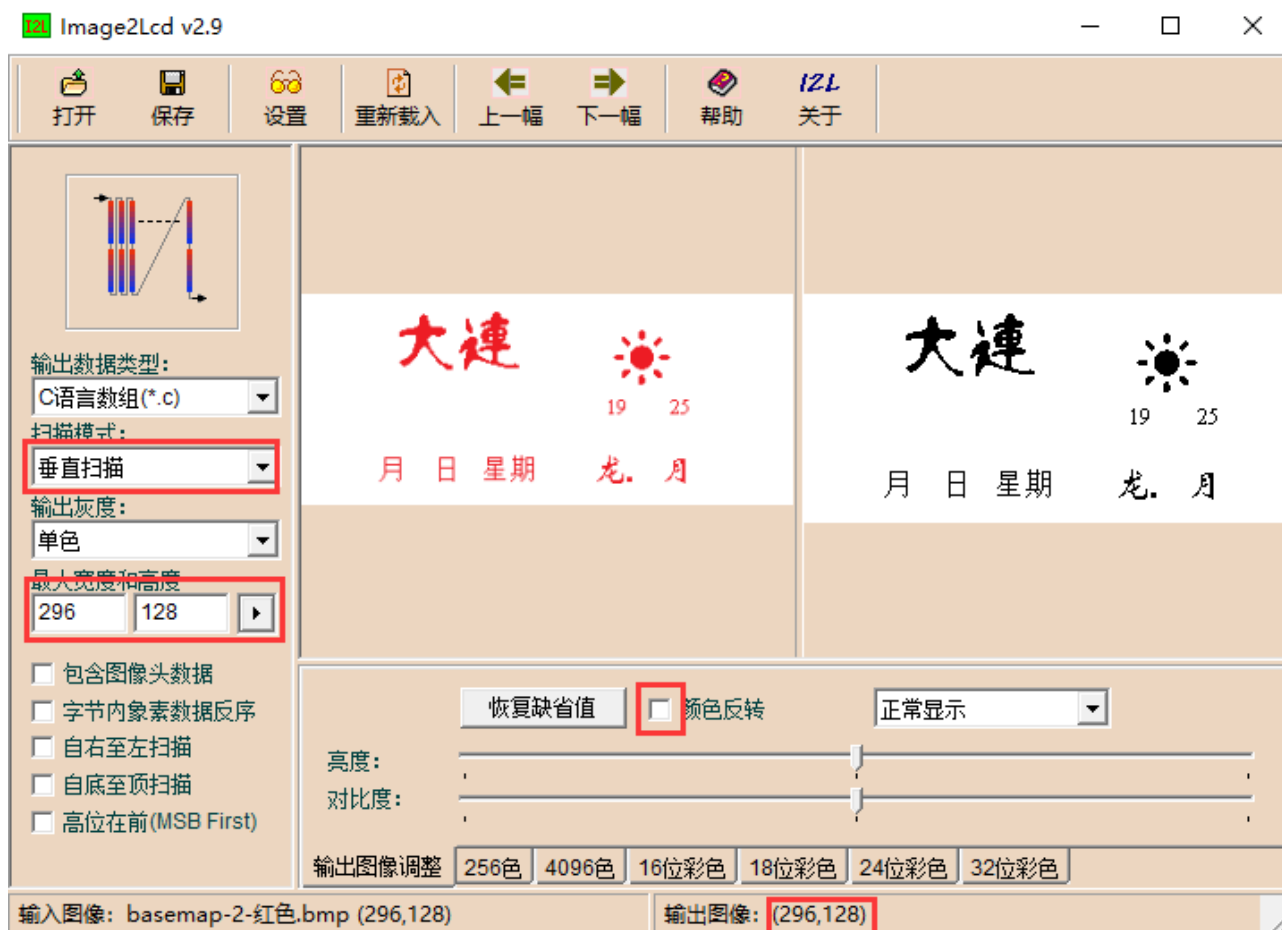 I2L Image2Lcd v2.9
打开 保存 设置 重新载入 上一幅 下一幅 帮助 I2L 关于
输出数据类型:
C语言数组(*.c)
扫描模式:
垂直扫描
输出灰度:
单色
最大宽度和高度
296 128
包含图像头数据
字节内象素数据反序
自右至左扫描
自底至顶扫描
高位在前(MSB First)
大連
19 25
月 日 星期 龙. 月
大連
19 25
月 日 星期 龙. 月
恢复缺省值 颜色反转 正常显示
亮度:
对比度:
输出图像调整 256色 4096色 16位彩色 18位彩色 24位彩色 32位彩色
输入图像: basemap-2-红色.bmp (296,128) 输出图像: (296,128)